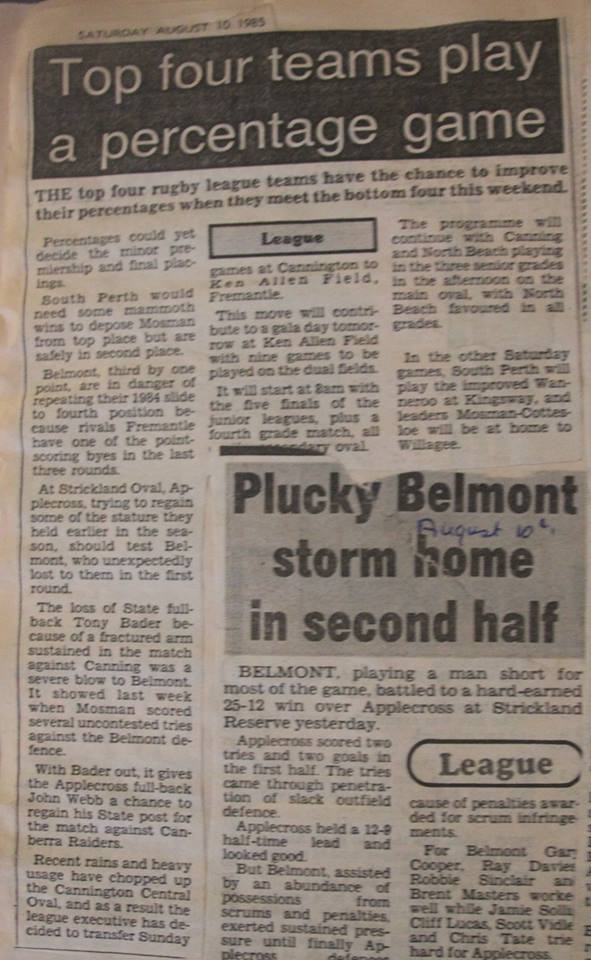 SATURDAY AUGUST 10 1985
Top four teams play
a percentage game
THE top four rugby league teams have the chance to improve
their percentages when they meet the bottom four this weekend.
Percentages could yet
decide the minor pre-
miership and final plac-
ings.
South Perth would
need some mammoth
wins to depose Mosman
from top place but are
safely in second place.
Belmont, third by one
point, are in danger of
repeating their 1984 slide
to fourth position be-
cause rivals Fremantle
have one of the point-
scoring byes in the last
three rounds.
At Strickland Oval, Ap-
plecross, trying to regain
some of the stature they
held earlier in the sea-
son, should test Bel-
mont, who unexpectedly
lost to them in the first
round.
The loss of State full-
back Tony Bader be-
cause of a fractured arm
sustained in the match
against Canning was a
severe blow to Belmont.
It showed last week
when Mosman scored
several uncontested tries
against the Belmont de-
fence.
With Bader out, it gives
the Applecross full-back
John Webb a chance to
regain his State post for
the match against Can-
berra Raiders.
Recent rains and heavy
usage have chopped up
the Cannington Central
Oval, and as a result the
league executive has de-
cided to transfer Sunday
League
games at Cannington to
Ken Allen Field,
Fremantle.
This move will contri-
bute to a gala day tomor-
row at Ken Allen Field
with nine games to be
played on the dual fields.
It will start at 8am with
the five finals of the
junior leagues, plus a
fourth grade match, all
oval.
The programme will
continue with Canning
and North Beach playing
in the three senior grades
in the afternoon on the
main oval, with North
Beach favoured in all
grades.
In the other Saturday
games, South Perth will
play the improved Wan-
neroo at Kingsway, and
leaders Mosman-Cottes-
loe will be at home to
Willagee.
Plucky Belmont
August 10
storm home
in second half
BELMONT, playing a man short for
most of the game, battled to a hard-earned
25-12 win over Applecross at Strickland
Reserve yesterday.
Applecross scored two
tries and two goals in
the first half. The tries
came through penetra-
tion of slack outfield
defence.
Applecross held a 12-9
half-time lead and
looked good.
But Belmont, assisted
by an abundance of
possessions from
scrums and penalties,
exerted sustained pres-
sure until finally Ap-
plecross defence
League
cause of penalties awar-
ded for scrum infringe-
ments.
For Belmont Gary
Cooper, Ray Davies
Robbie Sinclair an
Brent Masters worke
well while Jamie
Cliff Lucas, Scott
and Chris Tate trie
hard for Applecross.